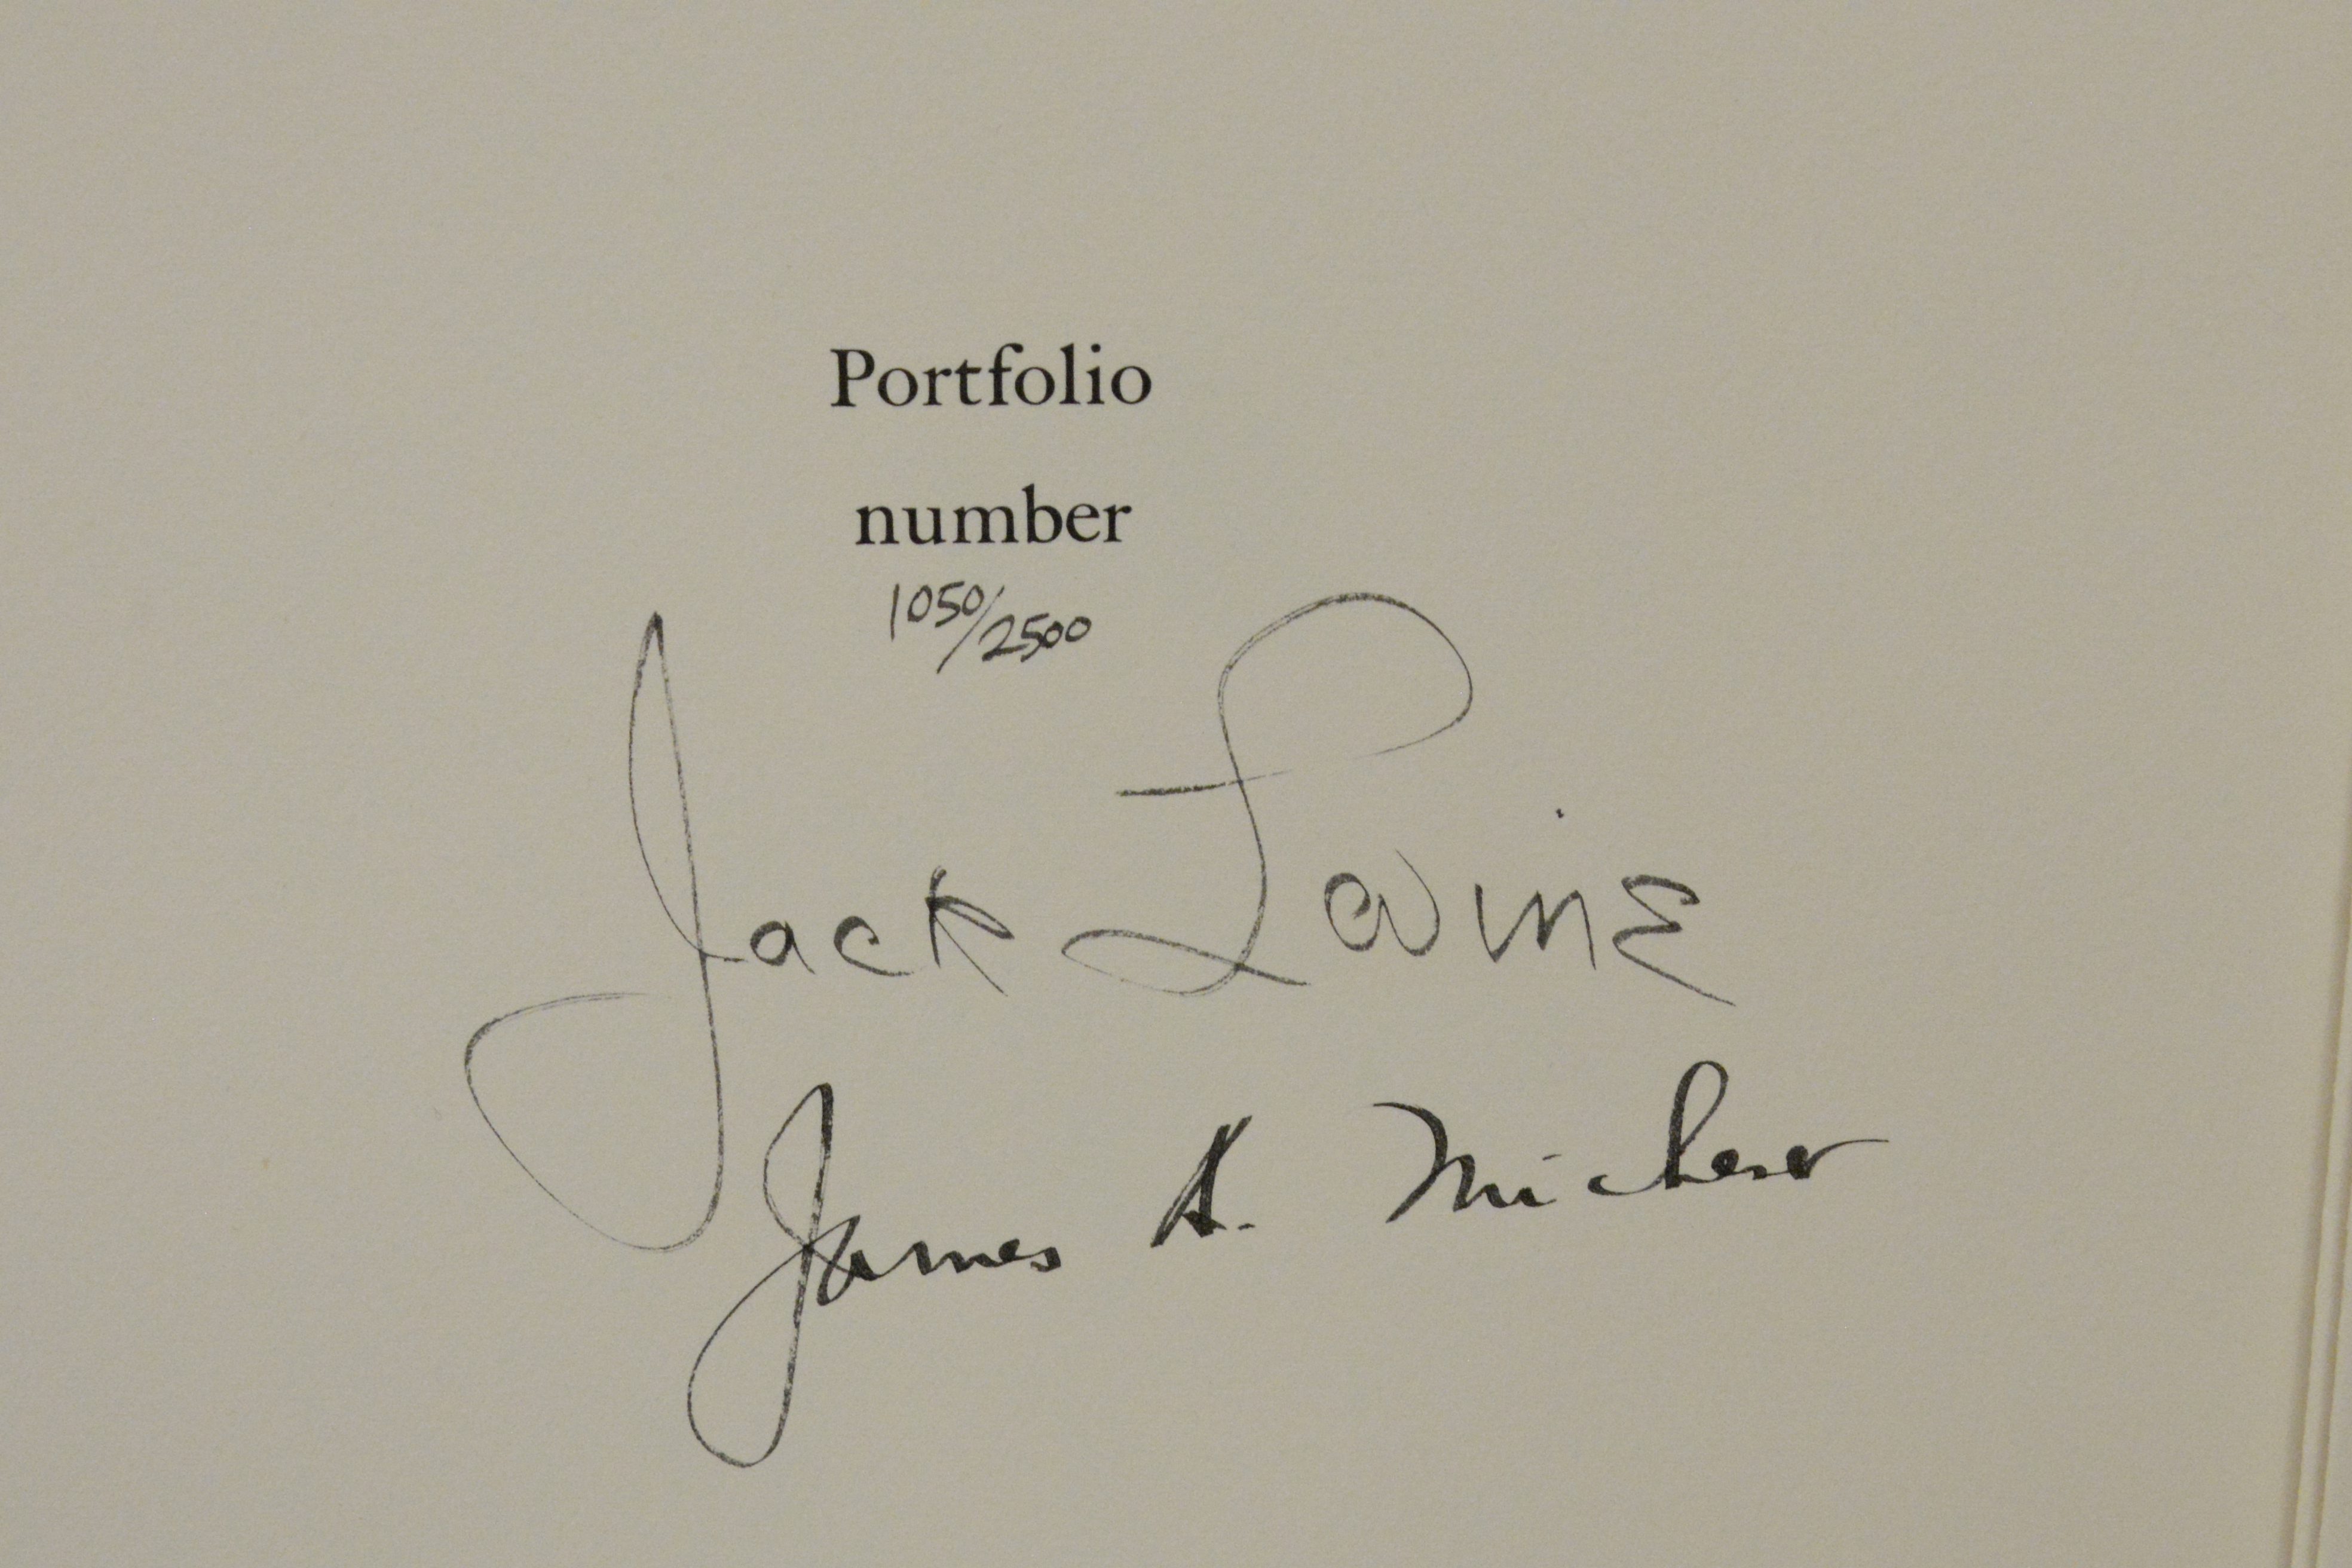 Portfolio
number
1050/2500
Jack Levine
James A. Michener